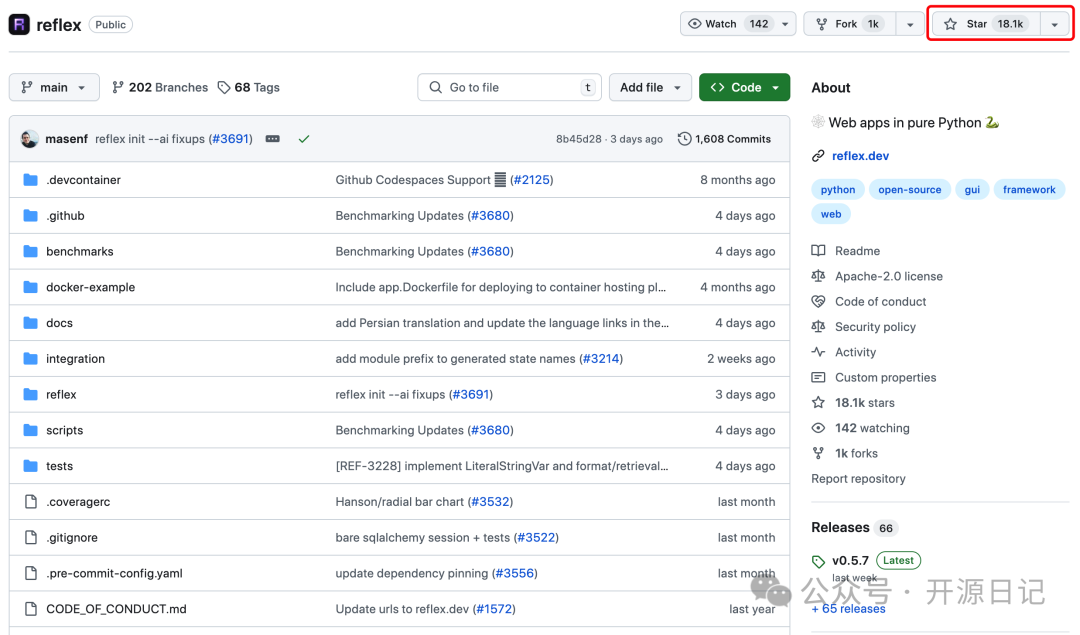 reflex Public Watch 142 Fork 1k Star 18.1k
main 202 Branches 68 Tags Go to file t Add file Code
masenf reflex init --ai fixups (#3691) 8b45d28 · 3 days ago 1,608 Commits
.devcontainer Github Codespaces Support (#2125) 8 months ago
.github Benchmarking Updates (#3680) 4 days ago
benchmarks Benchmarking Updates (#3680) 4 days ago
docker-example Include app.Dockerfile for deploying to container hosting pl... 4 months ago
docs add Persian translation and update the language links in the... 4 days ago
integration add module prefix to generated state names (#3214) 2 weeks ago
reflex reflex init --ai fixups (#3691) 3 days ago
scripts Benchmarking Updates (#3680) 4 days ago
tests [REF-3228] implement LiteralStringVar and format/retrieval... 4 days ago
.coveragerc Hanson/radial bar chart (#3532) last month
.gitignore bare sqlalchemy session + tests (#3522) last month
.pre-commit-config.yaml update dependency pinning (#3556) last month
CODE_OF_CONDUCT.md Update urls to reflex.dev (#1572) last year
About
🕸️ Web apps in pure Python 🐍
reflex.dev
python open-source gui framework
web
Readme
Apache-2.0 license
Code of conduct
Security policy
Activity
Custom properties
18.1k stars
142 watching
1k forks
Report repository
Releases 66
v0.5.7 Latest
last week
+ 65 releases
公众号 · 开源日记